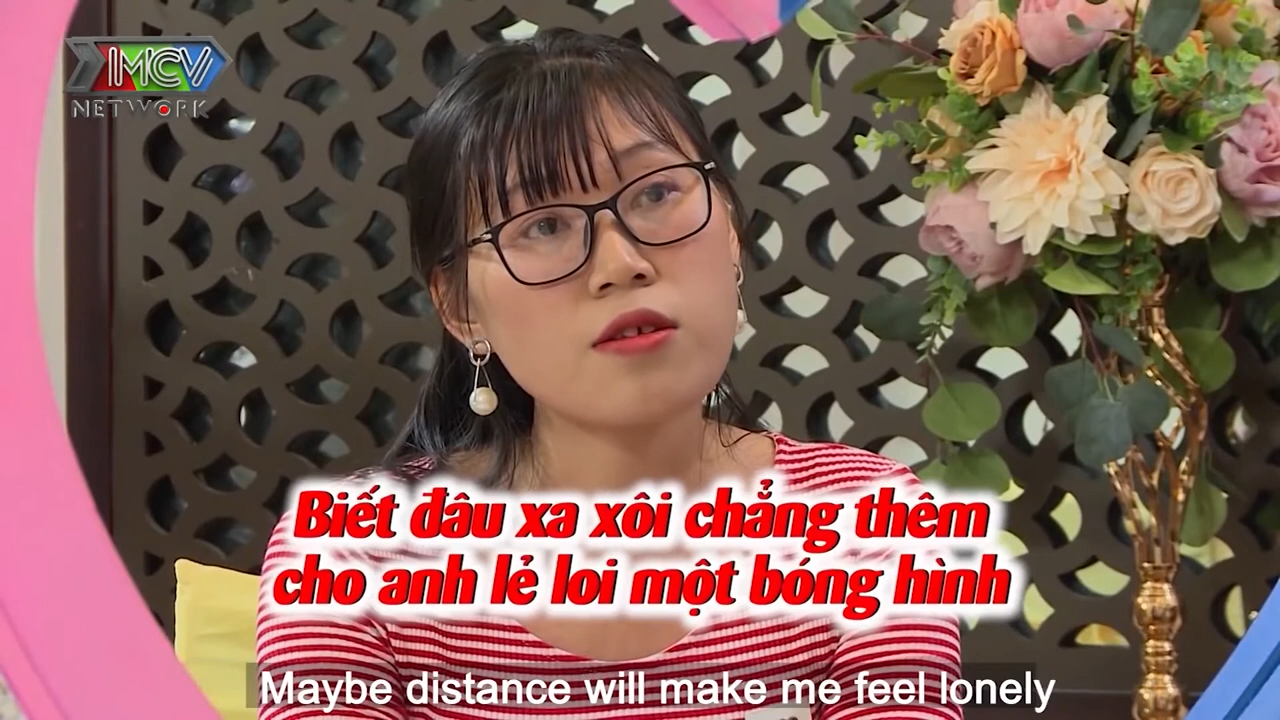 MCV
NETWORK
Biết đâu xa xôi chẳng thêm
cho anh lẻ loi một bóng hình
Maybe distance will make me feel lonely